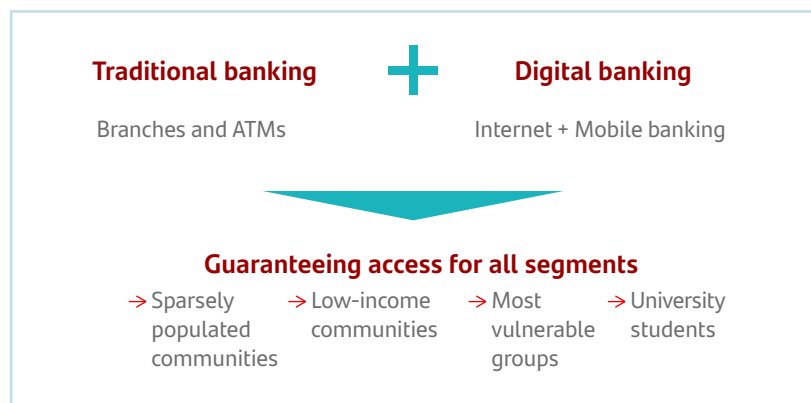 Traditional banking + Digital banking
Branches and ATMs
Internet + Mobile banking
Guaranteeing access for all segments
→ Sparsely
populated
communities
→ Low-income
communities
→ Most
vulnerable
groups
→ University
students